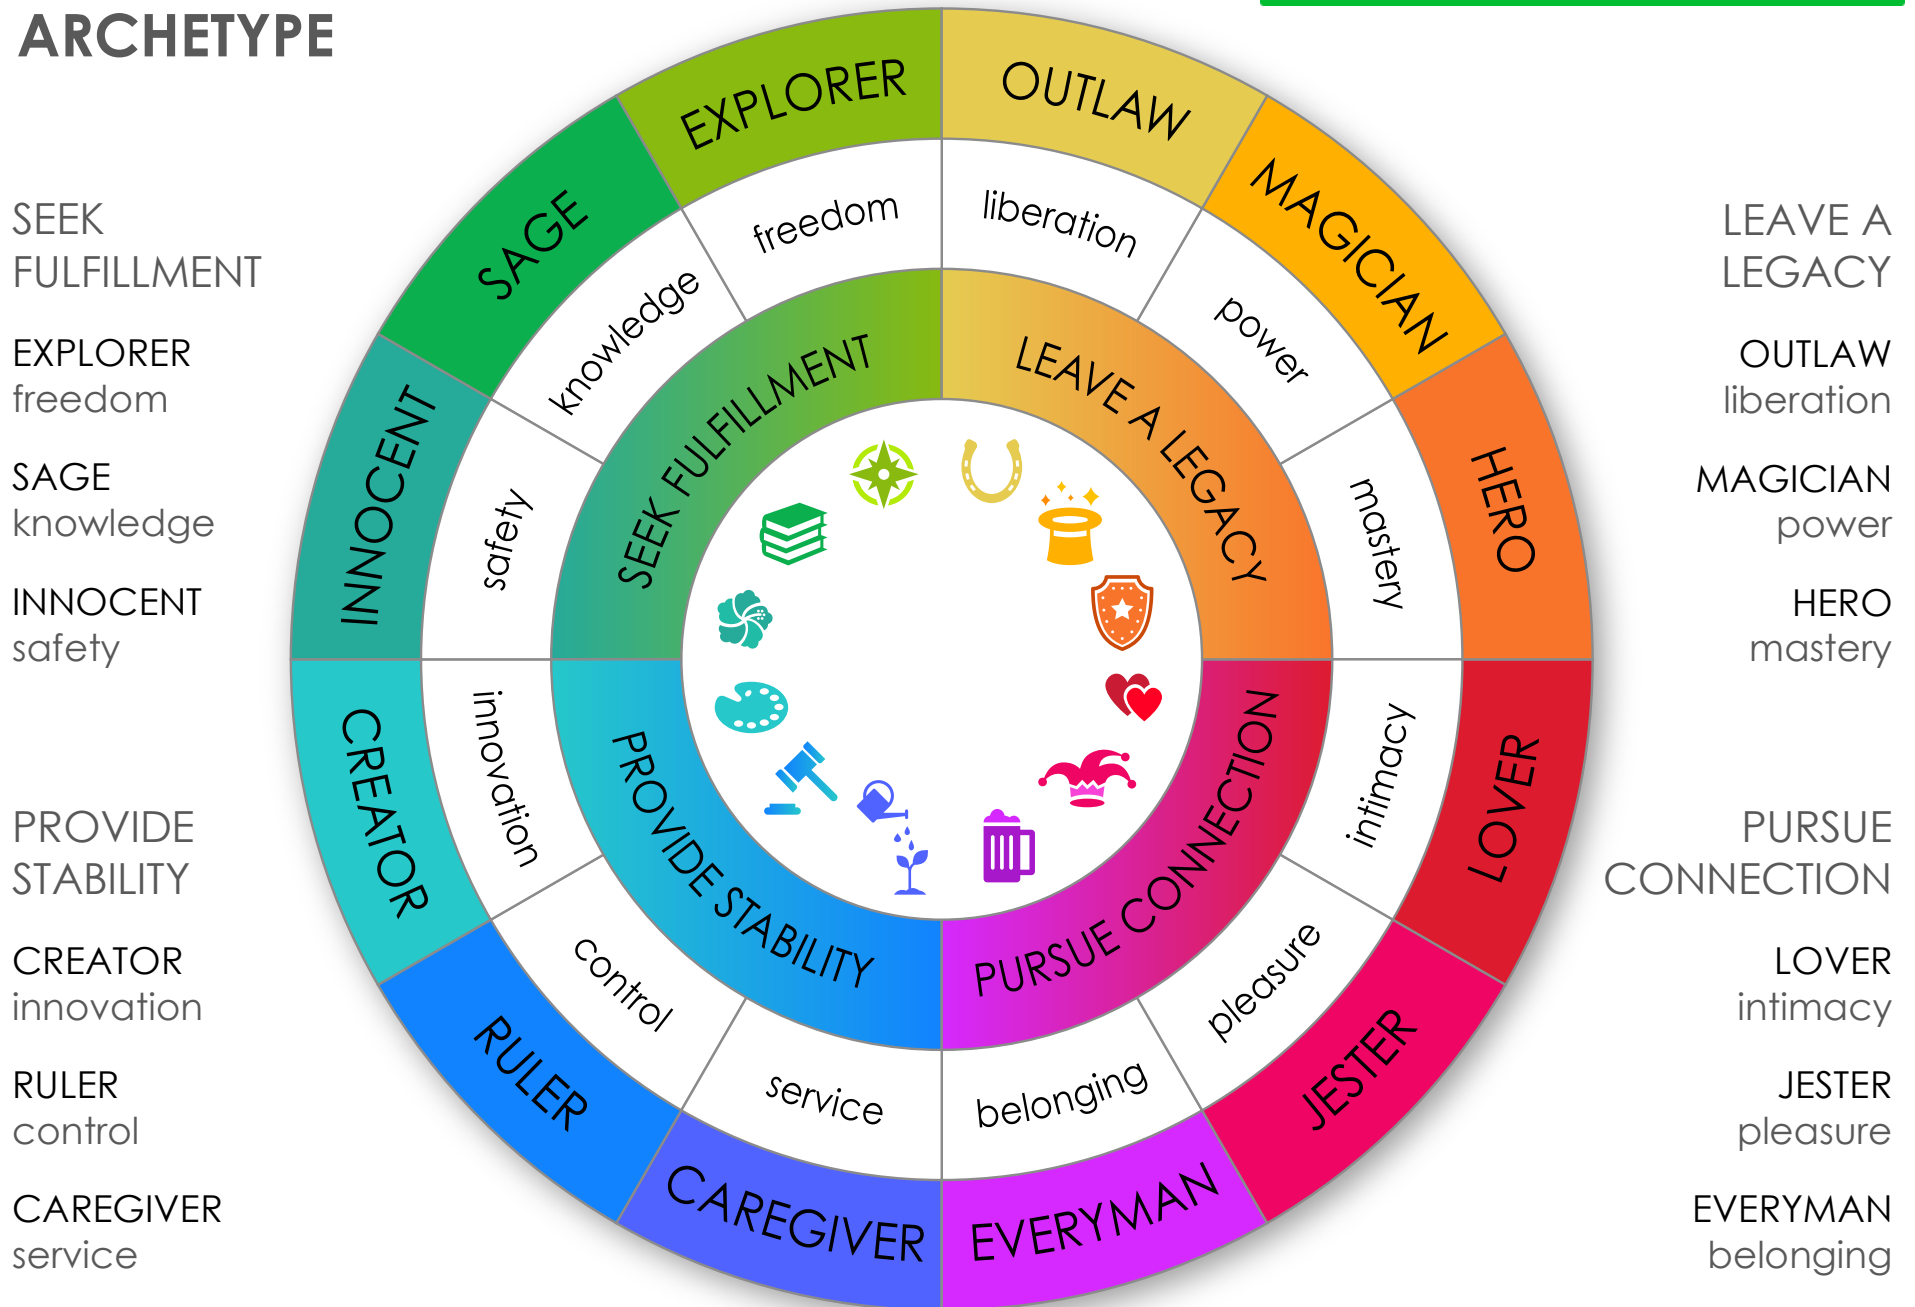 ARCHETYPE
SEEK
FULFILLMENT
EXPLORER
freedom
SAGE
knowledge
INNOCENT
safety
PROVIDE
STABILITY
CREATOR
innovation
RULER
control
CAREGIVER
service
EXPLORER
OUTLAW
MAGICIAN
HERO
LOVER
JESTER
EVERYMAN
CAREGIVER
RULER
CREATOR
INNOCENT
SAGE
freedom
liberation
power
mastery
intimacy
pleasure
belonging
service
control
innovation
safety
knowledge
SEEK FULFILLMENT
LEAVE A LEGACY
PURSUE CONNECTION
PROVIDE STABILITY
LEAVE A
LEGACY
OUTLAW
liberation
MAGICIAN
power
HERO
mastery
PURSUE
CONNECTION
LOVER
intimacy
JESTER
pleasure
EVERYMAN
belonging